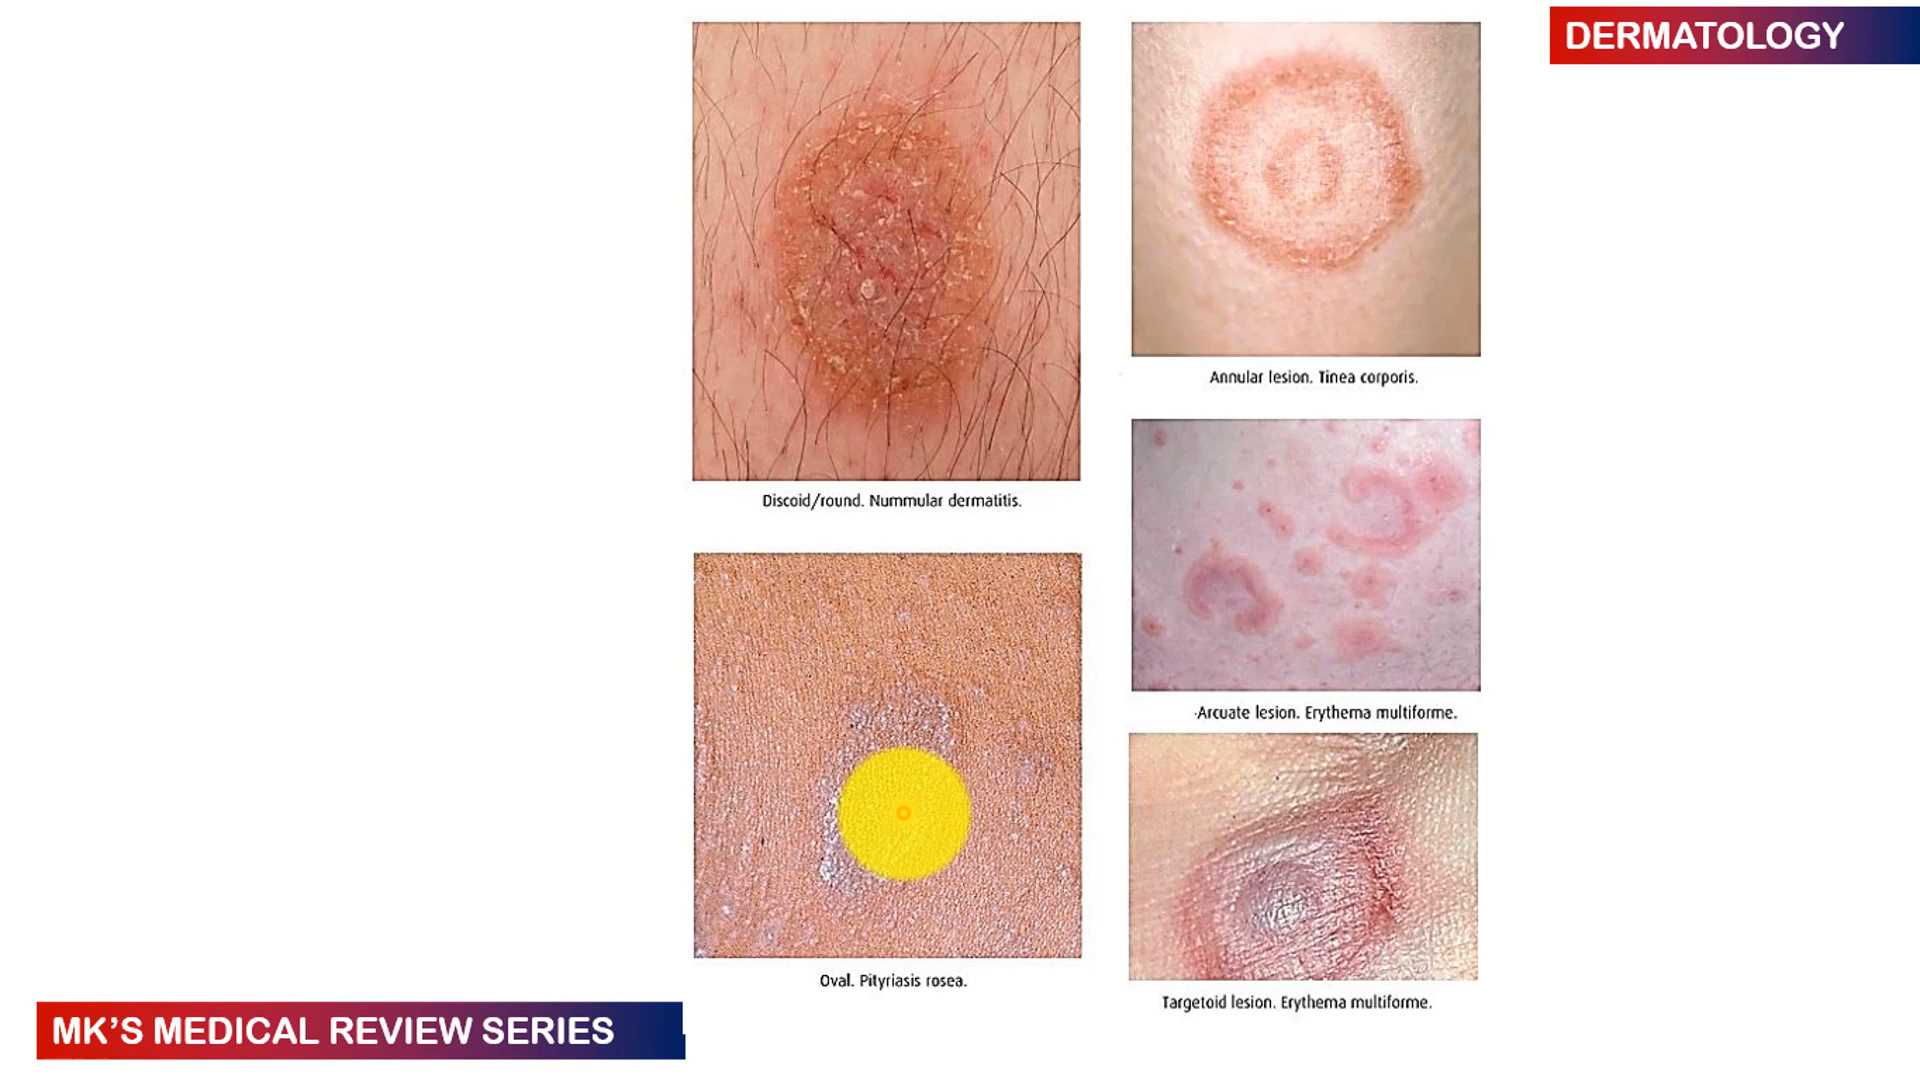 DERMATOLOGY
Discoid/round. Nummular dermatitis.
Annular lesion. Tinea corporis.
Arcuate lesion. Erythema multiforme.
Oval. Pityriasis rosea.
Targetoid lesion. Erythema multiforme.
MK’S MEDICAL REVIEW SERIES